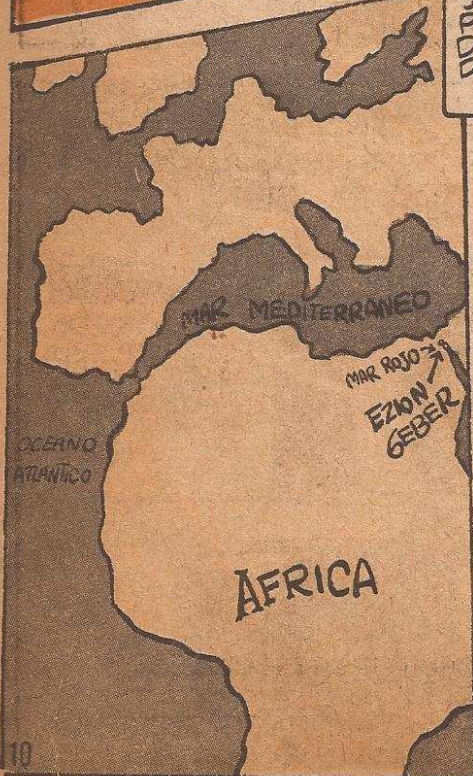 MAR MEDITERRANEO
MAR ROJO
EZION
GEBER
OCEANO
ATLANTICO
AFRICA
10